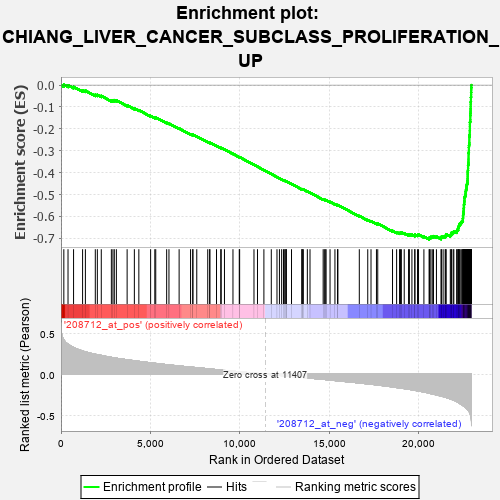 Enrichment plot:
CHIANG_LIVER_CANCER_SUBCLASS_PROLIFERATION_
UP
Enrichment score (ES)
0.0
-0.1
-0.2
-0.3
-0.4
-0.5
-0.6
-0.7
Ranked list metric (Pearson)
0.5
0.0
-0.5
'208712_at_pos' (positively correlated)
Zero cross at 11407
'208712_at_neg' (negatively correlated)
0
5,000
10,000
15,000
20,000
Rank in Ordered Dataset
Enrichment profile
Hits
Ranking metric scores